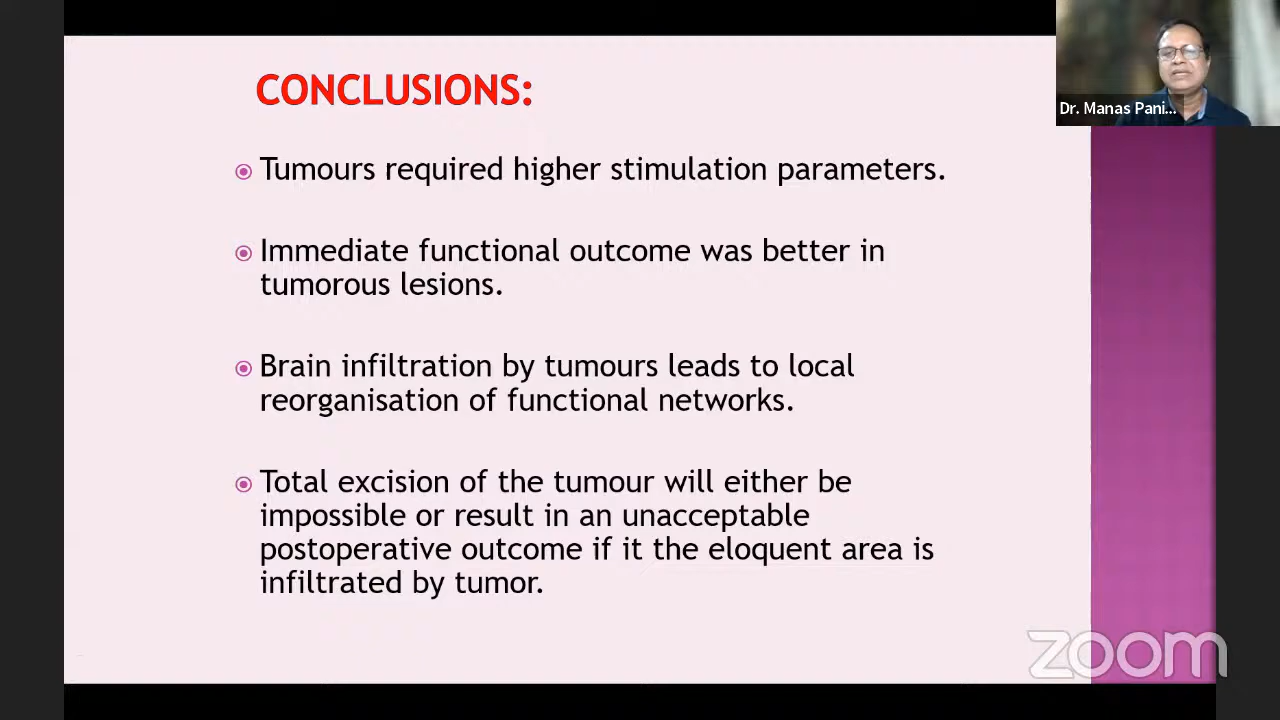 CONCLUSIONS:
Dr. Manas Pani...
Tumours required higher stimulation parameters.
Immediate functional outcome was better in
tumorous lesions.
Brain infiltration by tumours leads to local
reorganisation of functional networks.
Total excision of the tumour will either be
impossible or result in an unacceptable
postoperative outcome if it the eloquent area is
infiltrated by tumor.
zoom